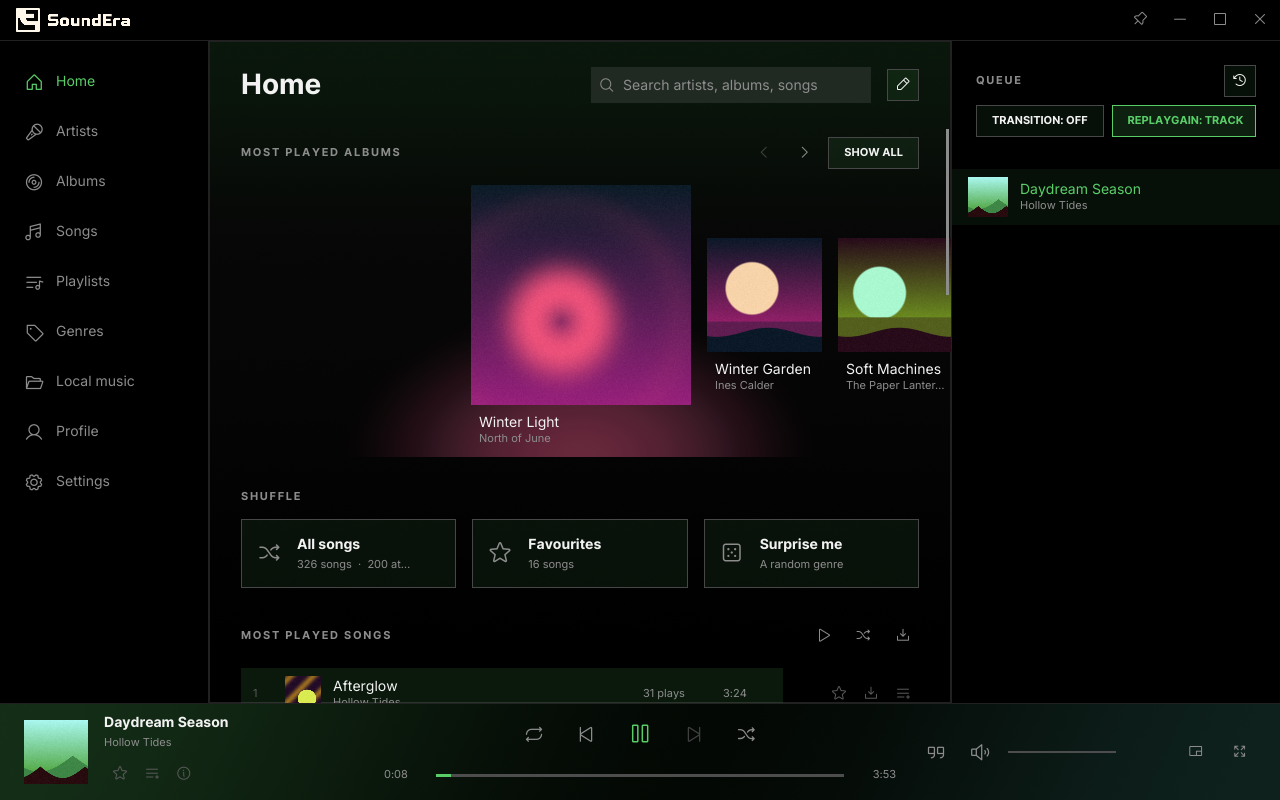 SoundEra
Home
Artists
Albums
Songs
Playlists
Genres
Local music
Profile
Settings
Home
Search artists, albums, songs
MOST PLAYED ALBUMS
SHOW ALL
Winter Light
North of June
Winter Garden
Ines Calder
Soft Machines
The Paper Lanter...
SHUFFLE
All songs
326 songs · 200 at...
Favourites
16 songs
Surprise me
A random genre
MOST PLAYED SONGS
1
Afterglow
Hollow Tides
31 plays
3:24
QUEUE
TRANSITION: OFF
REPLAYGAIN: TRACK
Daydream Season
Hollow Tides
Daydream Season
Hollow Tides
0:08
3:53